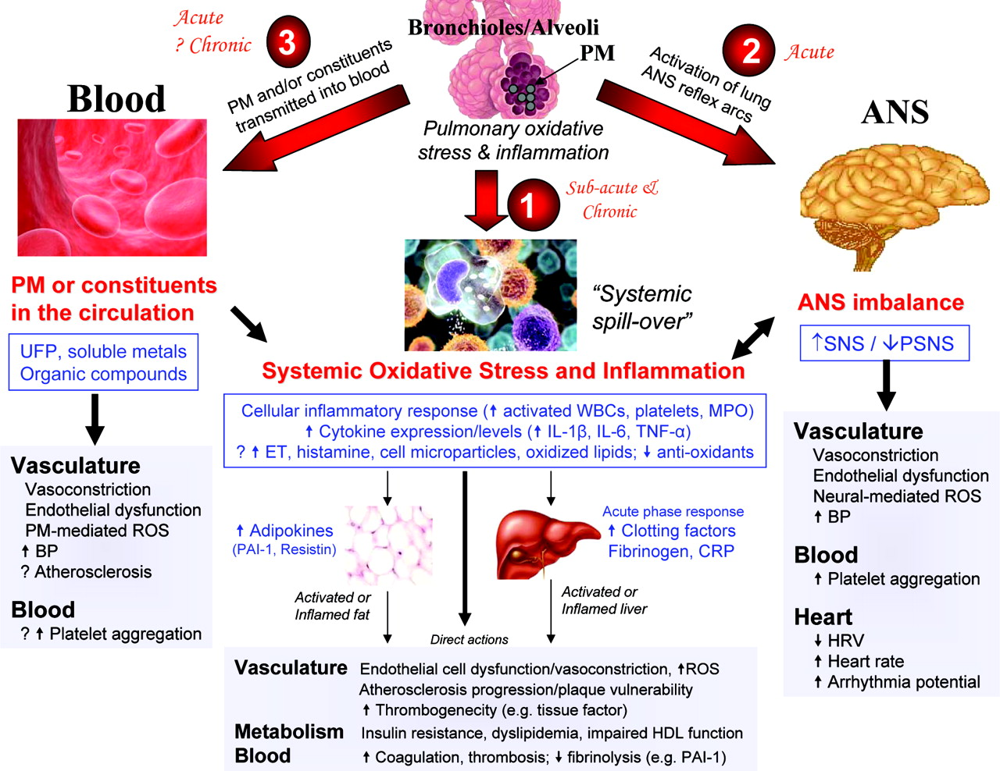 Acute
? Chronic
3
PM and/or constituents
transmitted into blood
Bronchioles/Alveoli
PM
Pulmonary oxidative
stress & inflammation
2
Acute
Activation of lung
ANS reflex arcs
Blood
ANS
1
Sub-acute &
Chronic
"Systemic
spill-over"
PM or constituents
in the circulation
UFP, soluble metals
Organic compounds
Vasculature
Vasoconstriction
Endothelial dysfunction
PM-mediated ROS
↑ BP
? Atherosclerosis
Blood
? ↑ Platelet aggregation
Systemic Oxidative Stress and Inflammation
Cellular inflammatory response (↑ activated WBCs, platelets, MPO)
↑ Cytokine expression/levels (↑ IL-1β, IL-6, TNF-α)
? ↑ ET, histamine, cell microparticles, oxidized lipids; ↓ anti-oxidants
↑ Adipokines
(PAI-1, Resistin)
Activated or
Inflamed fat
Direct actions
Acute phase response
↑ Clotting factors
Fibrinogen, CRP
Activated or
Inflamed liver
Vasculature Endothelial cell dysfunction/vasoconstriction, ↑ROS
Atherosclerosis progression/plaque vulnerability
↑ Thrombogenecity (e.g. tissue factor)
Metabolism Insulin resistance, dyslipidemia, impaired HDL function
Blood ↑ Coagulation, thrombosis; ↓ fibrinolysis (e.g. PAI-1)
ANS imbalance
↑SNS / ↓PSNS
Vasculature
Vasoconstriction
Endothelial dysfunction
Neural-mediated ROS
↑ BP
Blood
↑ Platelet aggregation
Heart
↓ HRV
↑ Heart rate
↑ Arrhythmia potential